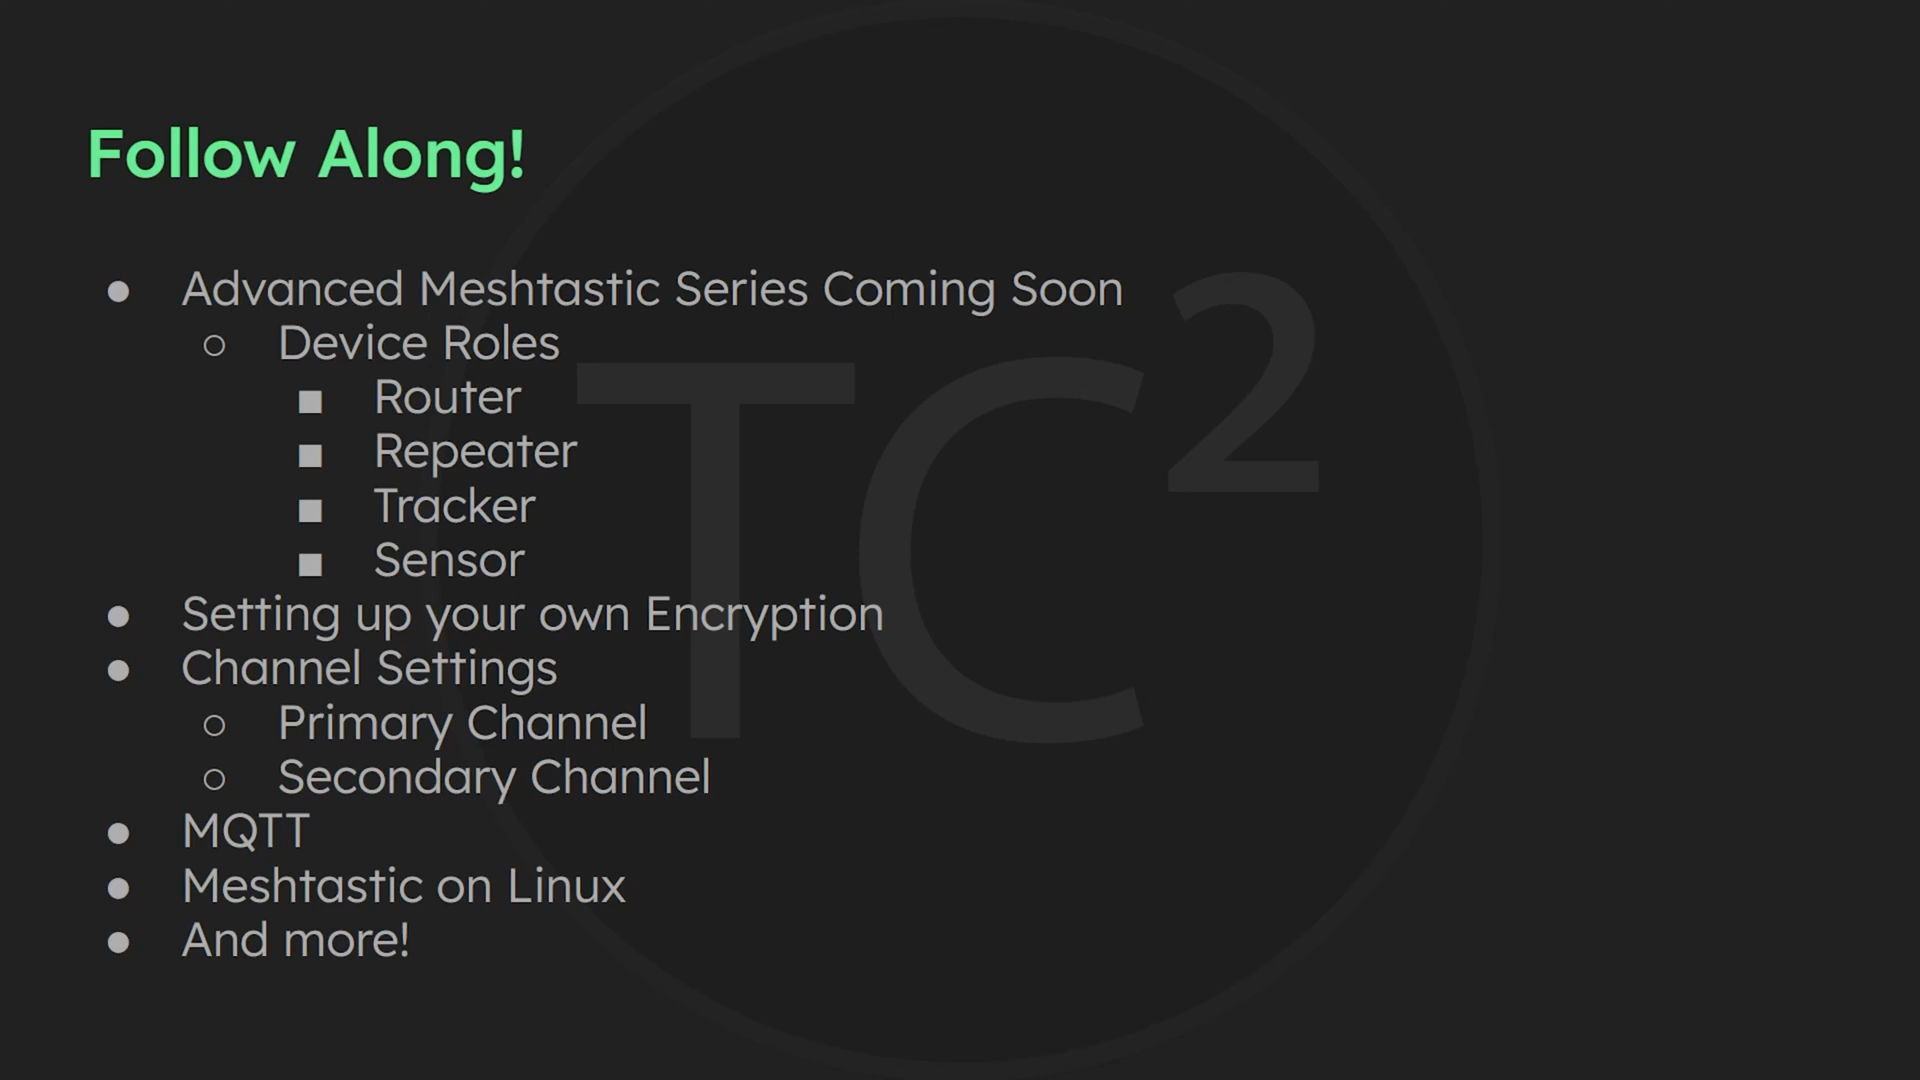 Follow Along!
● Advanced Meshtastic Series Coming Soon
○ Device Roles
■ Router
■ Repeater
■ Tracker
■ Sensor
● Setting up your own Encryption
● Channel Settings
○ Primary Channel
○ Secondary Channel
● MQTT
● Meshtastic on Linux
● And more!
TC²